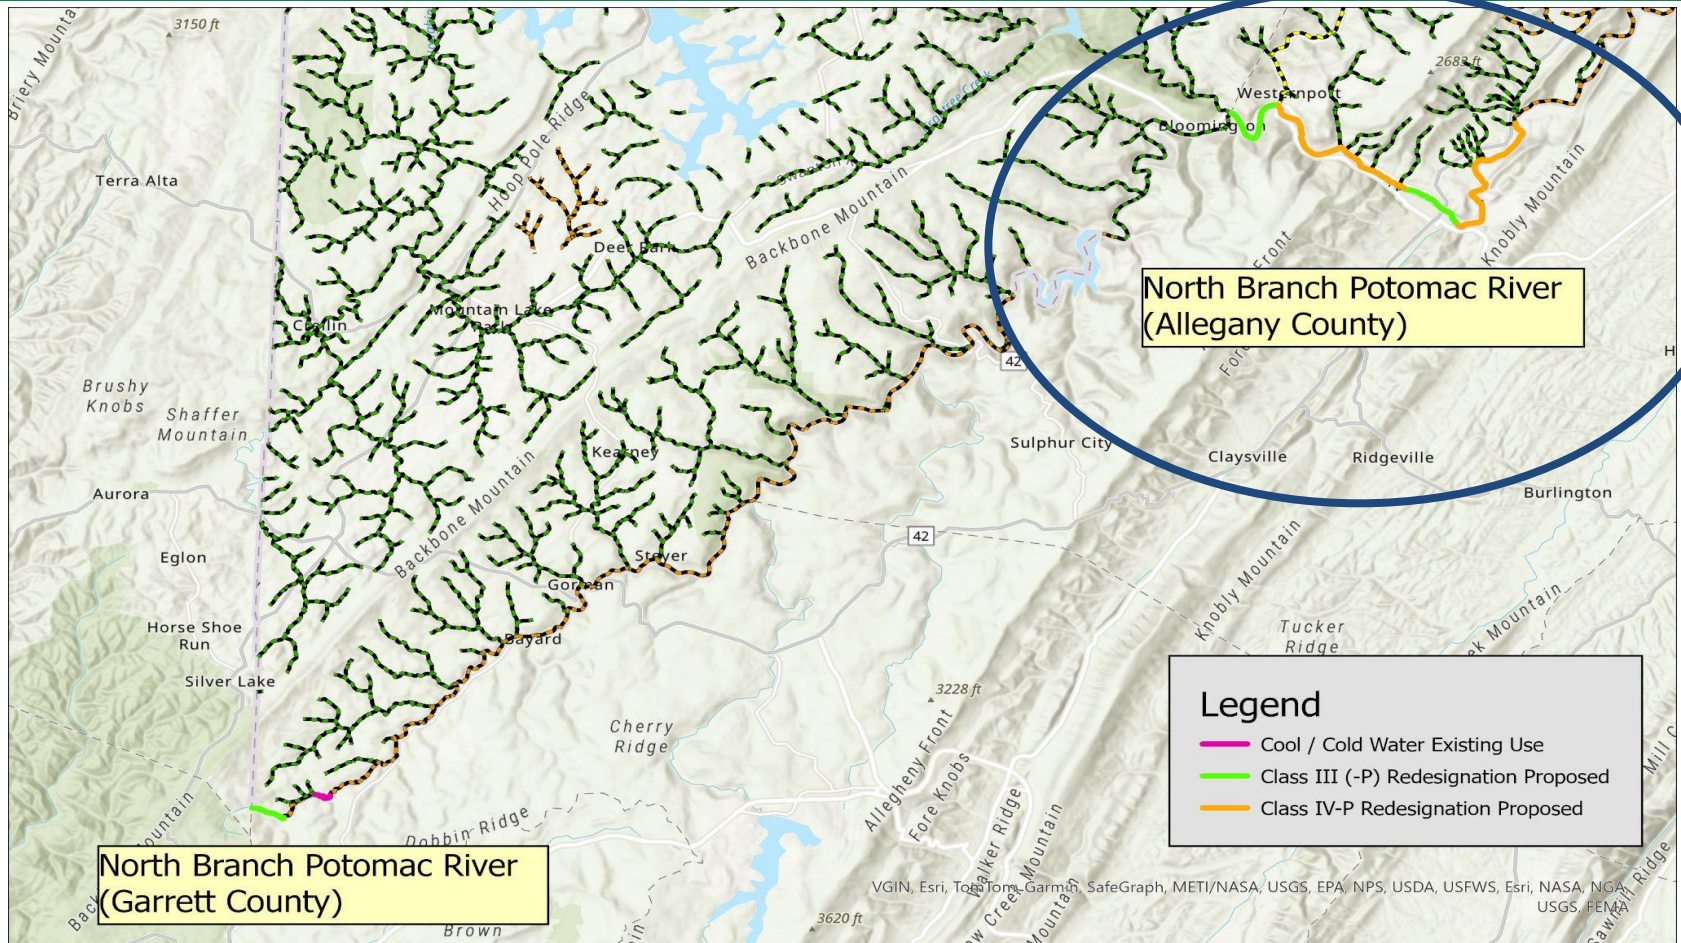 3150 ft
2683 ft
Westernport
Bloomington
Hoop Pole Ridge
Terra Alta
Backbone Mountain
Knobly Mountain
Deer Park
North Branch Potomac River
(Allegany County)
Mountain Lake
Park
Crellin
42
Brushy
Knobs
Shaffer
Mountain
Kearney
Sulphur City
Claysville
Ridgeville
Aurora
Burlington
Backbone Mountain
42
Eglon
Steyer
Gorman
Knobly Mountain
Horse Shoe
Run
Bayard
Tucker
Ridge
Silver Lake
3228 ft
Legend
Cool / Cold Water Existing Use
Class III (-P) Redesignation Proposed
Class IV-P Redesignation Proposed
Cherry
Ridge
Allegheny Front
Fore Knobs
Walker Ridge
Dobbin Ridge
North Branch Potomac River
(Garrett County)
VGIN, Esri, TomTom, Garmin, SafeGraph, METI/NASA, USGS, EPA, NPS, USDA, USFWS, Esri, NASA, NGA,
USGS, FEMA
3620 ft
Brown